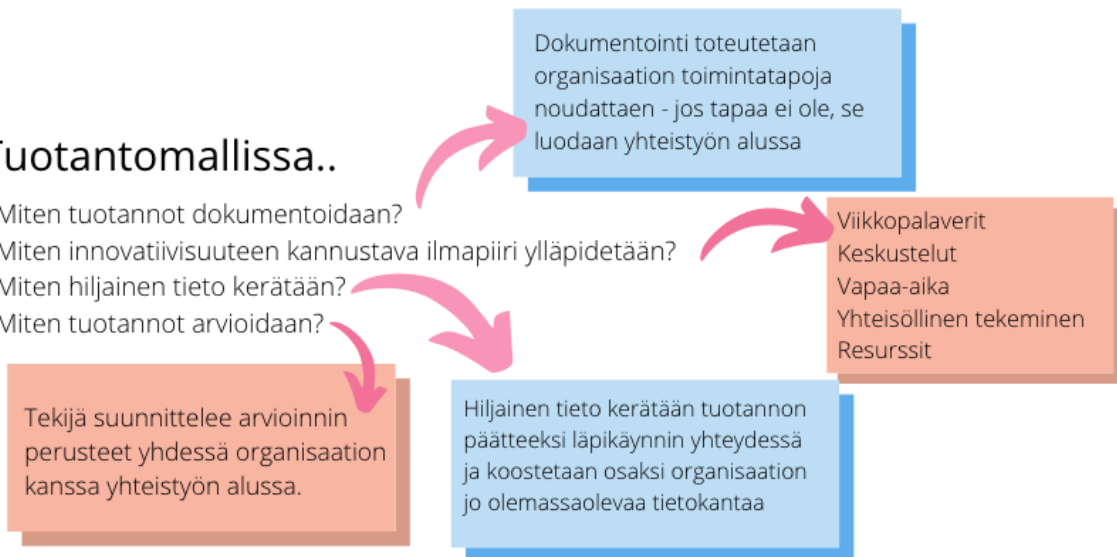 Dokumentointi toteutetaan
organisaation toimintatapoja
noudattaen - jos tapaa ei ole, se
luodaan yhteistyön alussa
Tuotantomallissa..
Miten tuotannot dokumentoidaan?
Miten innovatiivisuuteen kannustava ilmapiiri ylläpidetään?
Miten hiljainen tieto kerätään?
Miten tuotannot arvioidaan?
Viikkopalaverit
Keskustelut
Vapaa-aika
Yhteisöllinen tekeminen
Resurssit
Tekijä suunnittelee arvioinnin
perusteet yhdessä organisaation
kanssa yhteistyön alussa.
Hiljainen tieto kerätään tuotannon
päätteeksi läpikäynnin yhteydessä
ja koostetaan osaksi organisaation
jo olemassaolevaa tietokantaa